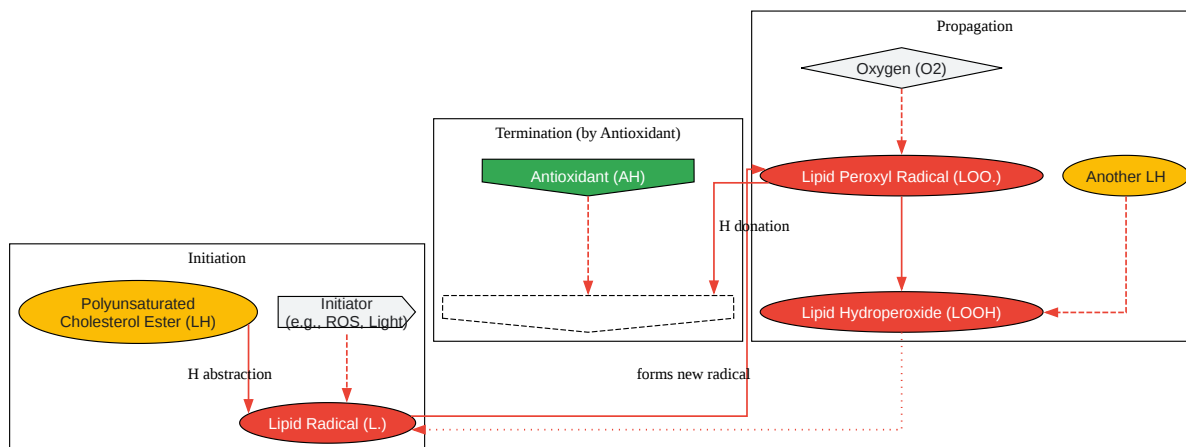 Propagation
Oxygen (O2)
Termination (by Antioxidant)
Antioxidant (AH)
Lipid Peroxyl Radical (LOO.)
Another LH
H donation
Initiation
Polyunsaturated
Cholesterol Ester (LH)
Initiator
(e.g., ROS, Light)
Lipid Hydroperoxide (LOOH)
H abstraction
forms new radical
Lipid Radical (L.)